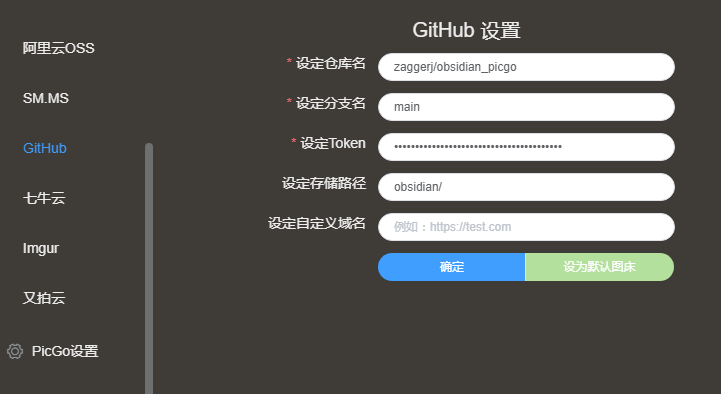 GitHub 设置
阿里云OSS
SM.MS
GitHub
七牛云
Imgur
又拍云
PicGo设置
* 设定仓库名 zaggerj/obsidian_picgo
* 设定分支名 main
* 设定Token ••••••••••••••••••••••••••••••••••••••••
设定存储路径 obsidian/
设定自定义域名 例如：https://test.com
确定 设为默认图床